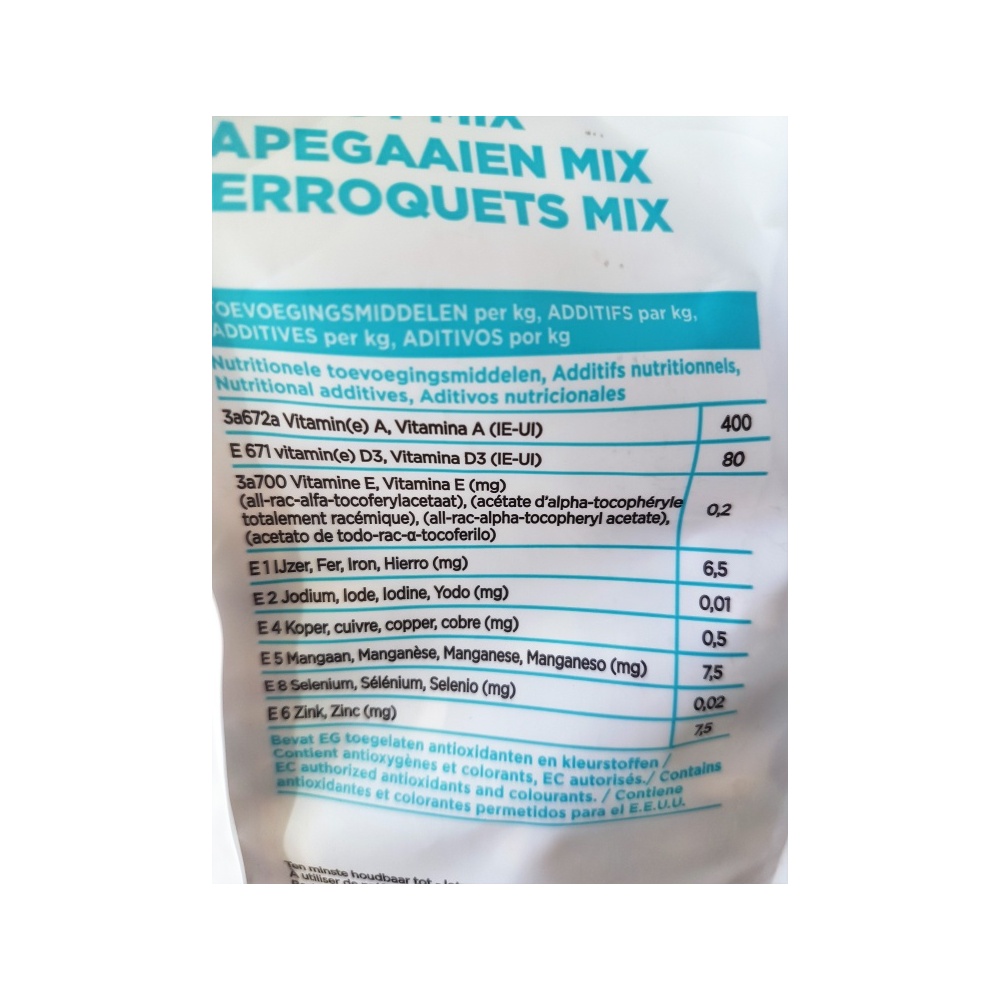 MIX
APEGAAIEN MIX
ERROQUETS MIX
OEVOEGINGSMIDDELEN per kg, ADDITIFS par kg,
ADDITIVES per kg, ADITIVOS por kg
Nutritionele toevoegingsmiddelen, Additifs nutritionnels,
Nutritional additives, Aditivos nutricionales
3a672a Vitamin(e) A, Vitamina A (IE-UI) 400
E 671 vitamin(e) D3, Vitamina D3 (IE-UI) 80
3a700 Vitamine E, Vitamina E (mg)
(all-rac-alfa-tocoferylacetaat), (acétate d'alpha-tocophéryle
totalement racémique), (all-rac-alpha-tocopheryl acetate), 0,2
(acetato de todo-rac-α-tocoferilo)
E 1 IJzer, Fer, Iron, Hierro (mg) 6,5
E 2 Jodium, Iode, Iodine, Yodo (mg) 0,01
E 4 Koper, cuivre, copper, cobre (mg) 0,5
E 5 Mangaan, Manganèse, Manganese, Manganeso (mg) 7,5
E 8 Selenium, Sélénium, Selenio (mg) 0,02
E 6 Zink, Zinc (mg) 7,5
Bevat EG toegelaten antioxidanten en kleurstoffen /
Contient antioxygènes et colorants, EC autorisés./ Contains
EC authorized antioxidants and colourants. / Contiene
antioxidantes et colorantes permetidos para el E.E.U.U.
Ten minste houdbaar tot
A utiliser de